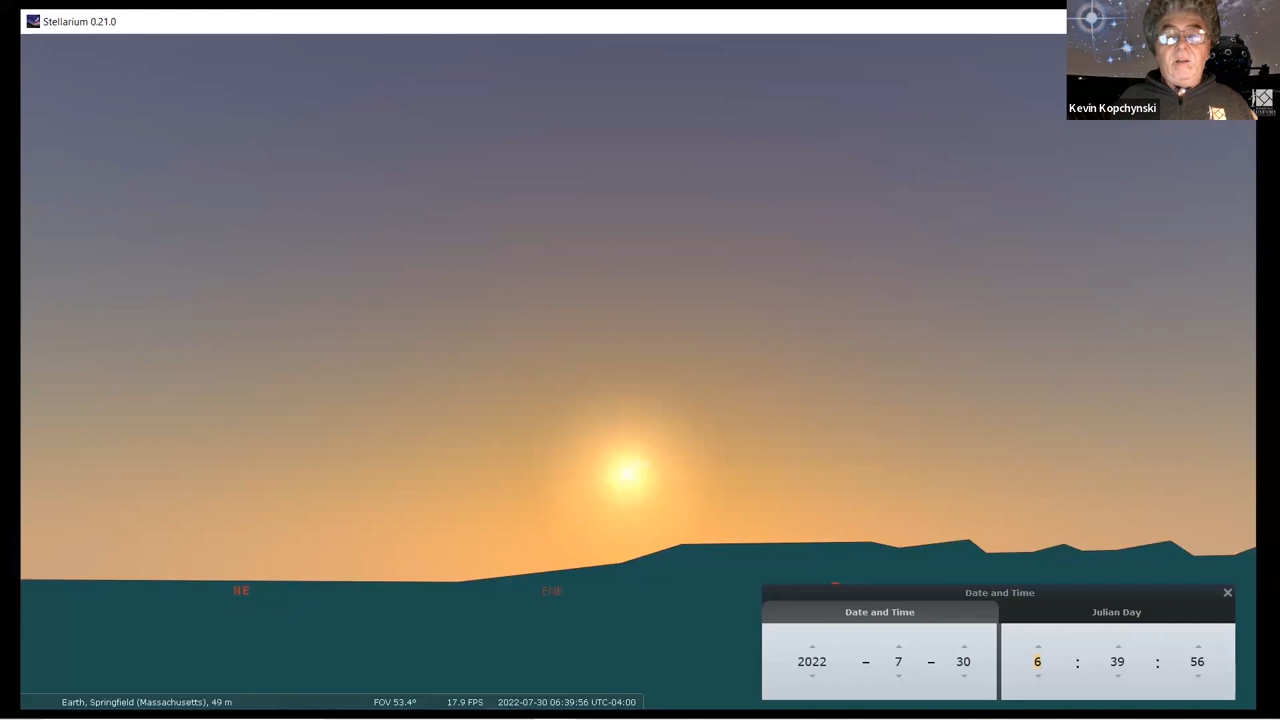 Stellarium 0.21.0
Kevin Kopchynski
NE
ENE
Date and Time
Date and Time
Julian Day
2022 – 7 – 30
6 : 39 : 56
Earth, Springfield (Massachusetts), 49 m
FOV 53.4°
17.9 FPS
2022-07-30 06:39:56 UTC-04:00